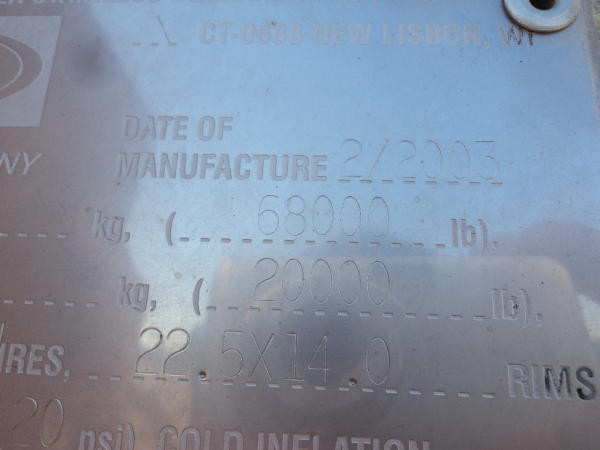 CT-0688 NEW LISBON, WI
DATE OF
MANUFACTURE 2/2003
NY
kg, ( 68000 lb),
kg, ( 20000 lb),
IRES, 22.5X14.0 RIMS
20 psi) COLD INFLATION